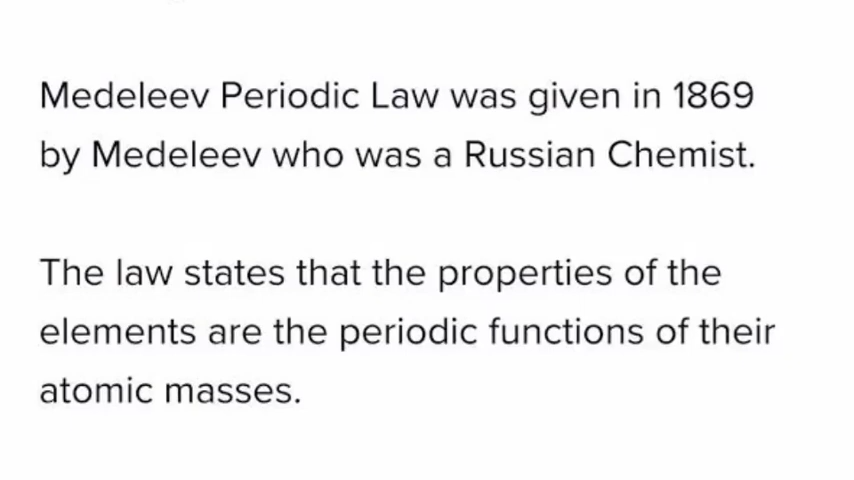 Medeleev Periodic Law was given in 1869
by Medeleev who was a Russian Chemist.
The law states that the properties of the
elements are the periodic functions of their
atomic masses.